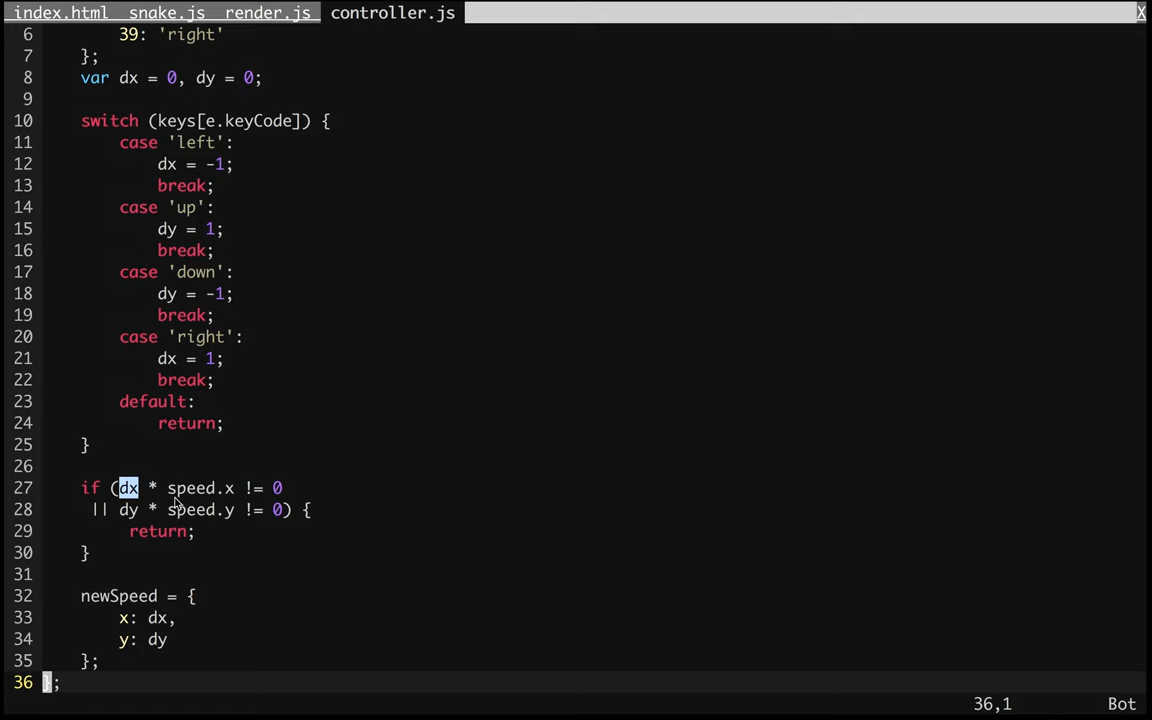 index.html snake.js render.js controller.js X
6 39: 'right'
7 };
8 var dx = 0, dy = 0;
9
10 switch (keys[e.keyCode]) {
11 case 'left':
12 dx = -1;
13 break;
14 case 'up':
15 dy = 1;
16 break;
17 case 'down':
18 dy = -1;
19 break;
20 case 'right':
21 dx = 1;
22 break;
23 default:
24 return;
25 }
26
27 if (dx * speed.x != 0
28 || dy * speed.y != 0) {
29 return;
30 }
31
32 newSpeed = {
33 x: dx,
34 y: dy
35 };
36 };
36,1 Bot